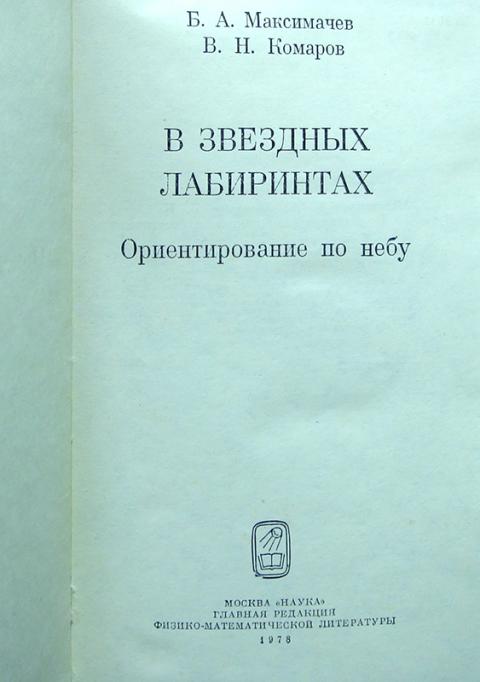 Б. А. Максимачев
В. Н. Комаров
В ЗВЕЗДНЫХ
ЛАБИРИНТАХ
Ориентирование по небу
МОСКВА «НАУКА»
ГЛАВНАЯ РЕДАКЦИЯ
ФИЗИКО-МАТЕМАТИЧЕСКОЙ ЛИТЕРАТУРЫ
1978